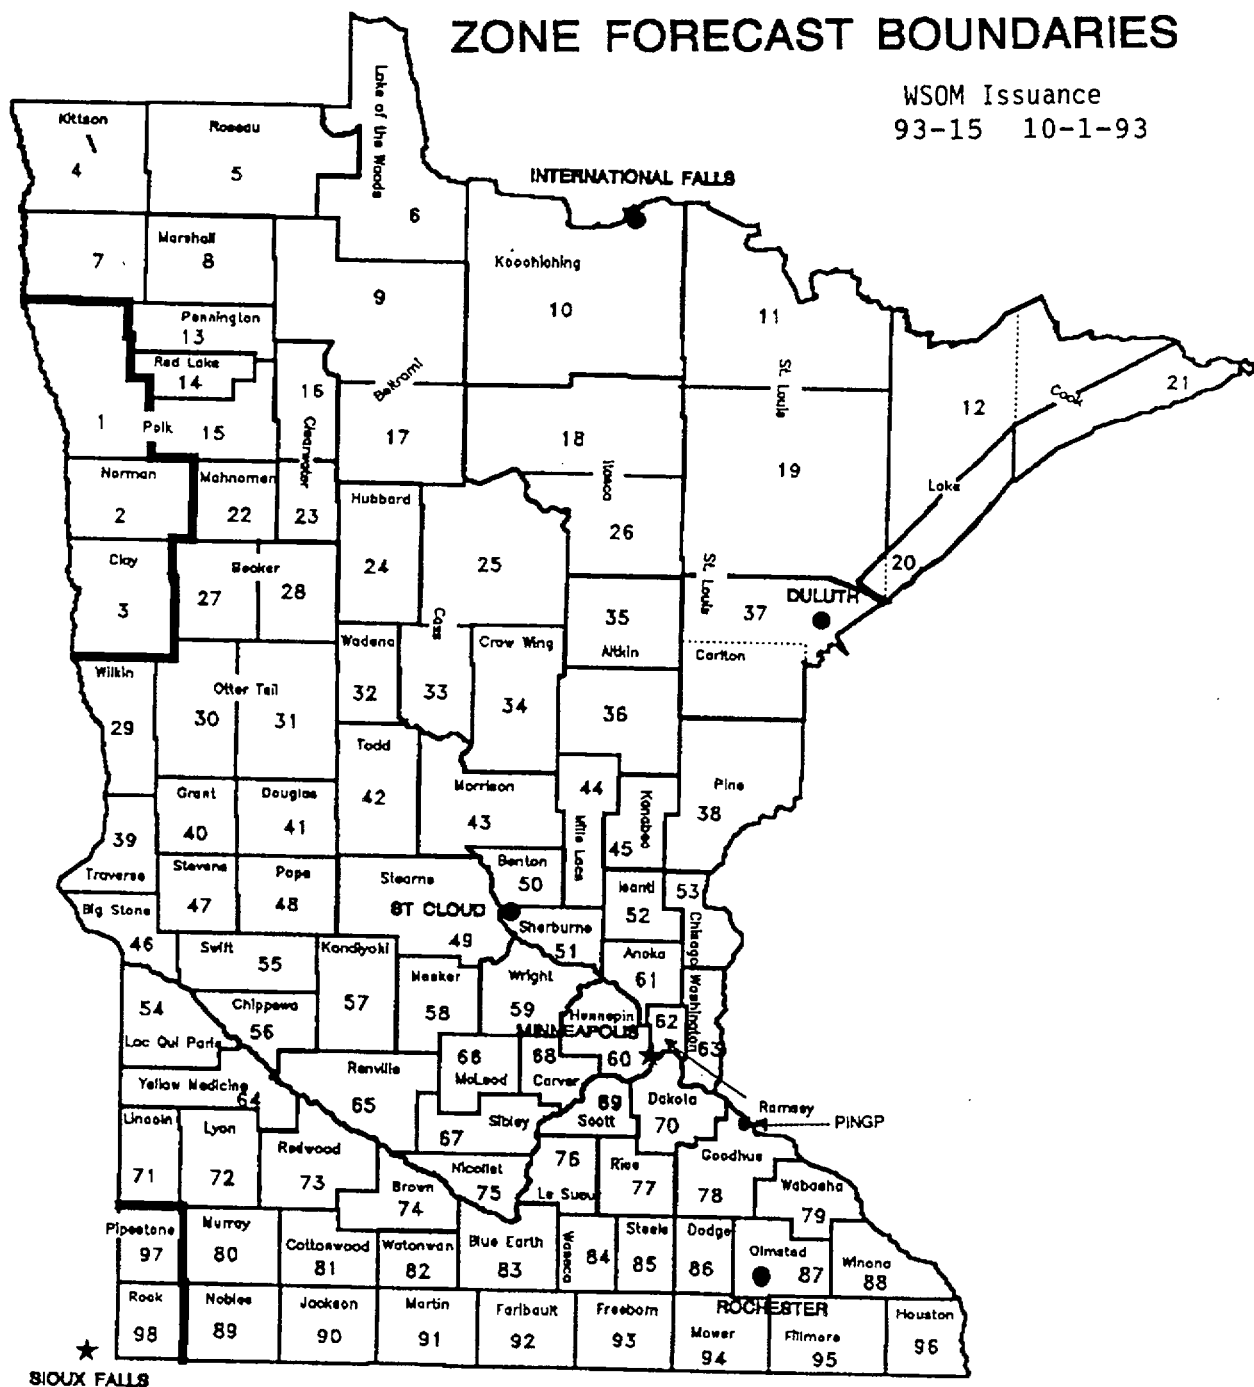 ZONE FORECAST BOUNDARIES
WSOM Issuance
93-15 10-1-93
Kittson
4
Roseau
5
Lake of the Woods
6
INTERNATIONAL FALLS
7
Marshall
8
9
Koochiching
10
11
St. Louis
12
Cook
21
Pennington
13
Red Lake
14
1
Polk
15
16
Clearwater
Beltrami
17
18
Itasca
19
Lake
20
Norman
2
Mahnomen
22
23
Hubbard
24
25
Cass
26
St. Louis
Clay
3
Becker
27
28
35
Aitkin
37
DULUTH
Carlton
Wilkin
29
Otter Tail
30
31
Wadena
32
33
Crow Wing
34
36
Todd
42
Morrison
43
44
Mille Lacs
Kanabec
45
Pine
38
39
Traverse
Grant
40
Douglas
41
Stevens
47
Pope
48
Stearns
ST CLOUD
49
Benton
50
Sherburne
51
Isanti
52
53
Chisago
Big Stone
46
Swift
55
Kandiyohi
57
Meeker
58
Wright
59
Anoka
61
Washington
63
54
Lac Qui Parle
Chippewa
56
Hennepin
MINNEAPOLIS
60
62
Yellow Medicine
64
Renville
65
66
McLeod
68
Carver
69
Scott
Dakota
70
Ramsey
PINGP
Lincoln
71
Lyon
72
Redwood
73
67
Sibley
Nicollet
75
Brown
74
76
Le Sueu
Rice
77
Goodhue
78
Wabasha
79
Pipestone
97
Murray
80
Cottonwood
81
Watonwan
82
Blue Earth
83
Waseca
84
Steele
85
Dodge
86
Olmsted
87
Winona
88
ROCHESTER
Rock
98
Nobles
89
Jackson
90
Martin
91
Faribault
92
Freeborn
93
Mower
94
Fillmore
95
Houston
96
SIOUX FALLS